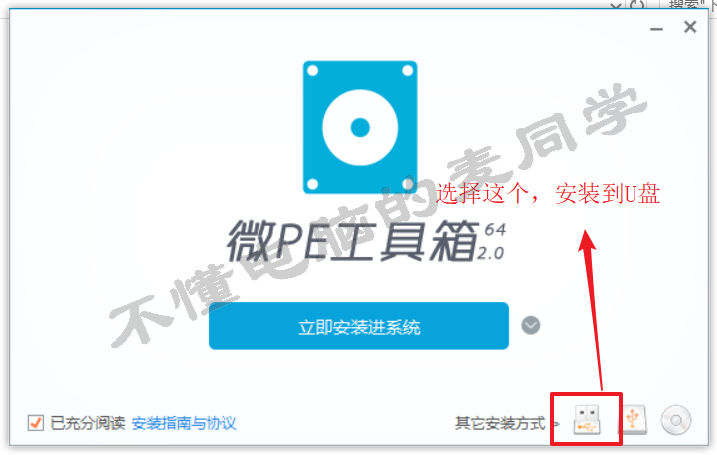 搜索"下
不懂电脑的麦同学
选择这个，安装到U盘
微PE工具箱 64 2.0
立即安装进系统
已充分阅读 安装指南与协议
其它安装方式